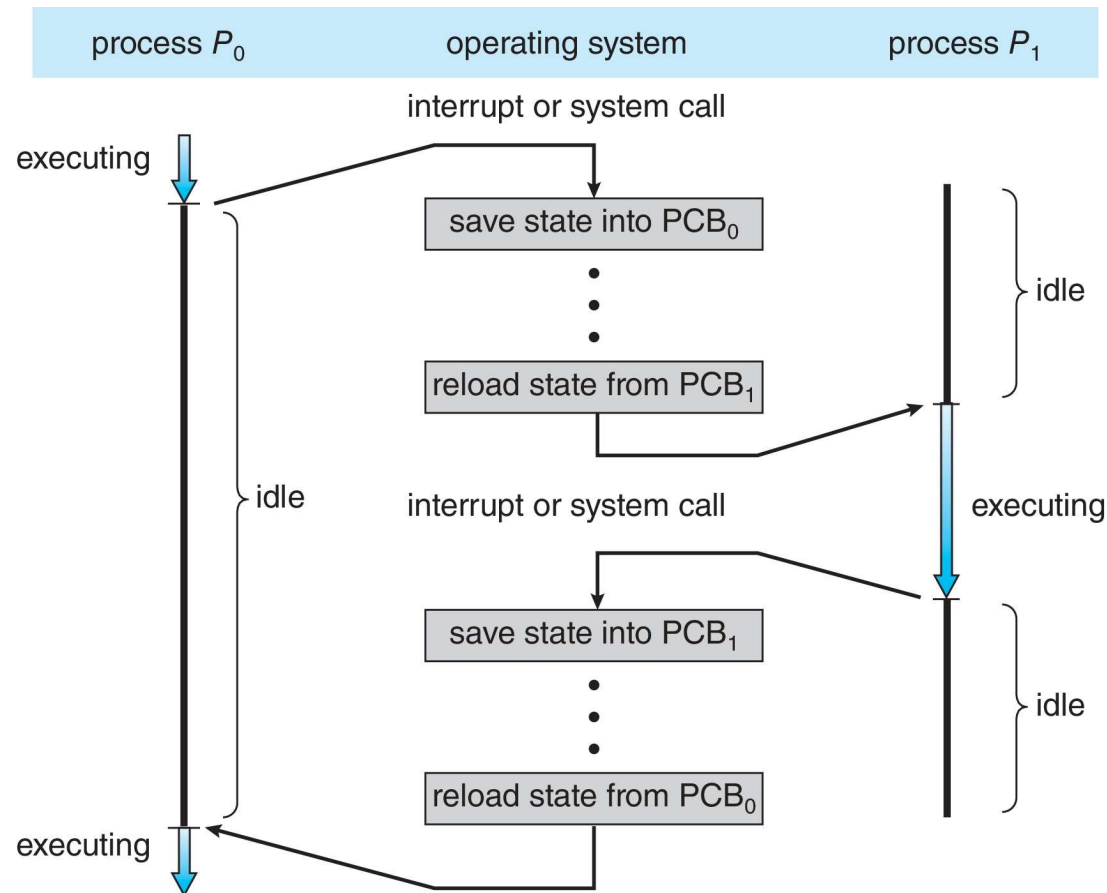 process P₀ operating system process P₁
interrupt or system call
executing
save state into PCB₀
idle
reload state from PCB₁
idle
interrupt or system call
executing
save state into PCB₁
idle
reload state from PCB₀
executing